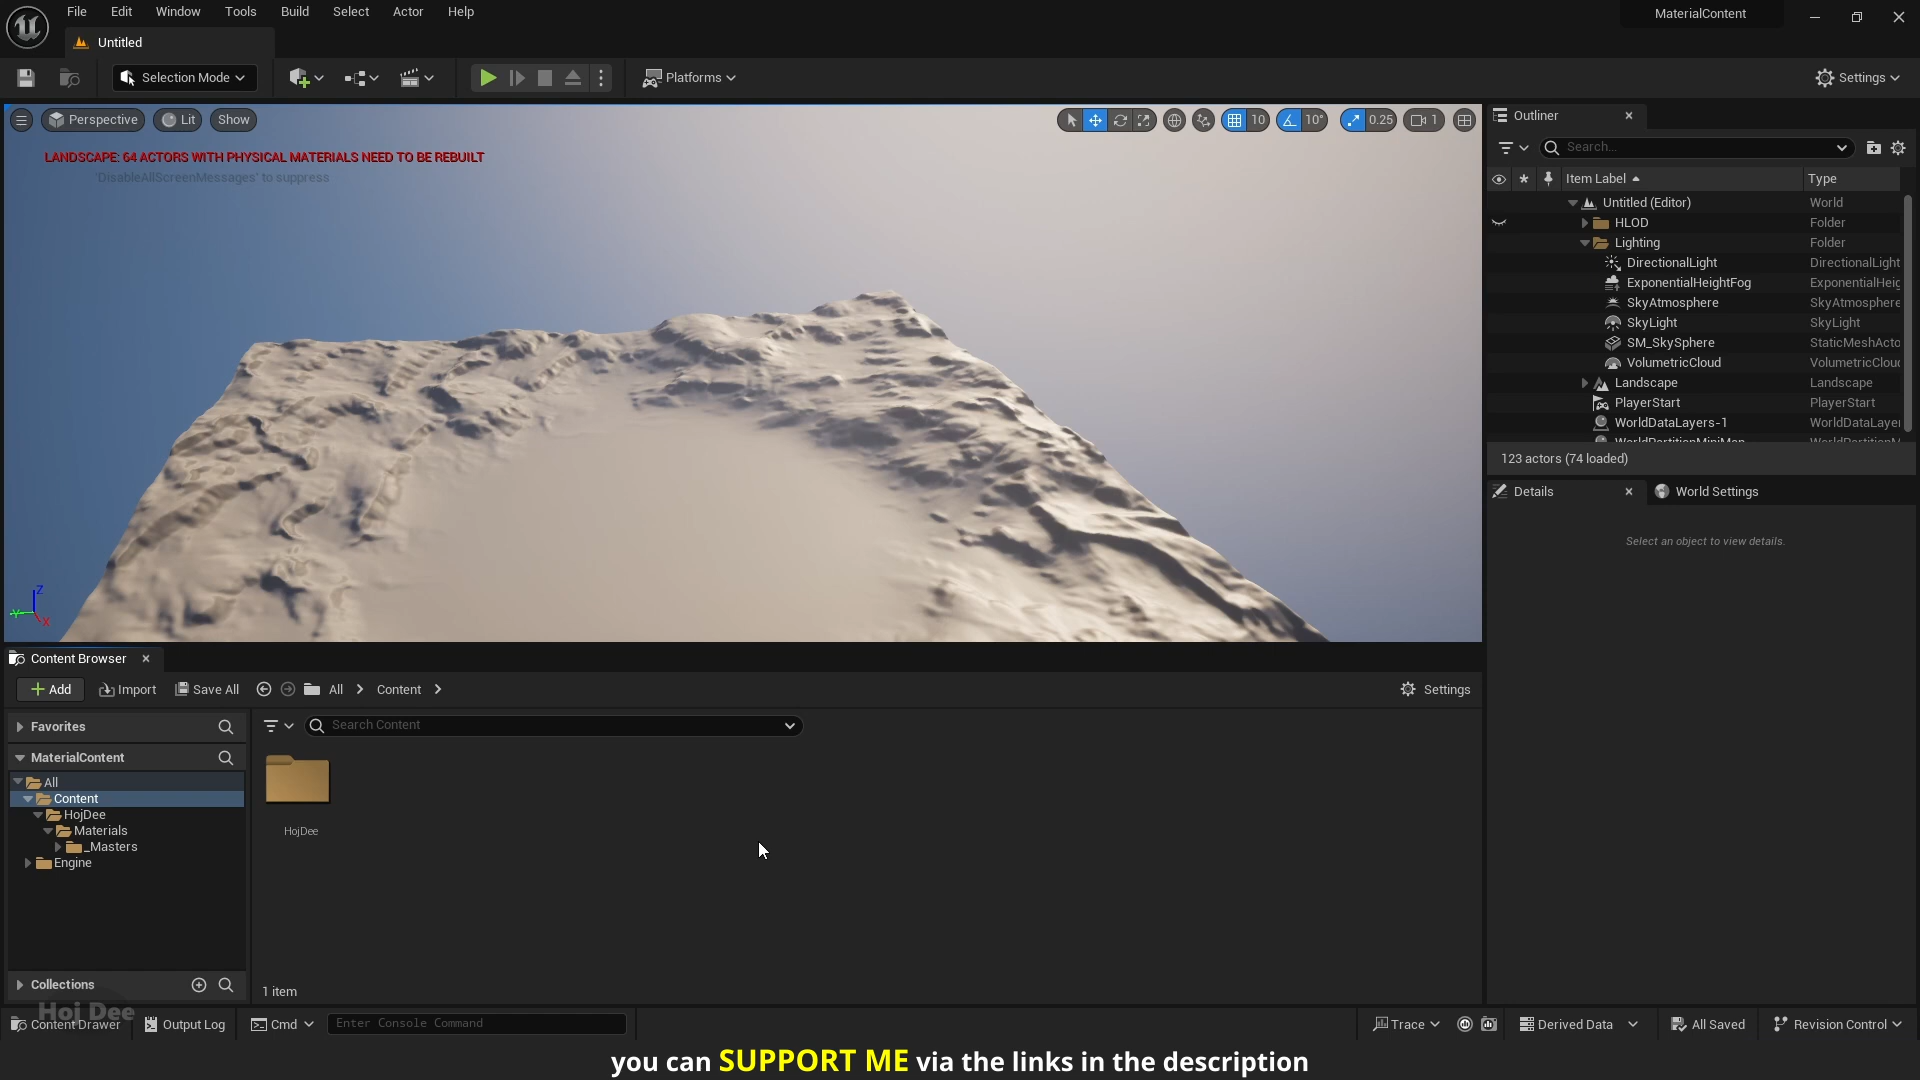 File Edit Window Tools Build Select Actor Help
MaterialContent
Untitled
Selection Mode
Platforms
Settings
Perspective Lit Show
10 10° 0.25 1
LANDSCAPE: 64 ACTORS WITH PHYSICAL MATERIALS NEED TO BE REBUILT
'DisableAllScreenMessages' to suppress
Z
Y
X
Outliner
Search...
Item Label Type
Untitled (Editor) World
HLOD Folder
Lighting Folder
DirectionalLight DirectionalLight
ExponentialHeightFog ExponentialHeig
SkyAtmosphere SkyAtmosphere
SkyLight SkyLight
SM_SkySphere StaticMeshActo
VolumetricCloud VolumetricClou
Landscape Landscape
PlayerStart PlayerStart
WorldDataLayers-1 WorldDataLaye
123 actors (74 loaded)
Details World Settings
Select an object to view details.
Content Browser
Add Import Save All All Content Settings
Favorites
Search Content
MaterialContent
All
Content
HojDee
Materials
_Masters
Engine
HojDee
Collections
1 item
Hoj Dee
Content Drawer Output Log Cmd Enter Console Command Trace Derived Data All Saved Revision Control
you can SUPPORT ME via the links in the description